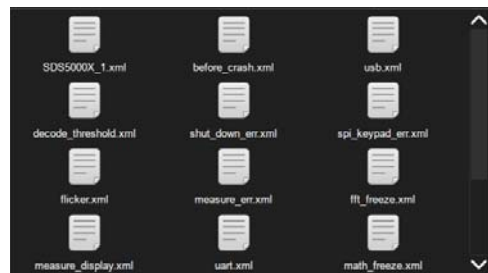 SDS5000X_1.xml before_crash.xml usb.xml
decode_threshold.xml shut_down_err.xml spi_keypad_err.xml
flicker.xml measure_err.xml fft_freeze.xml
measure_display.xml uart.xml math_freeze.xml